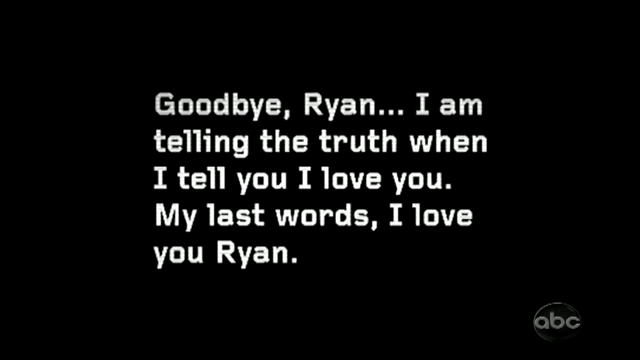 Goodbye, Ryan... I am
telling the truth when
I tell you I love you.
My last words, I love
you Ryan.
abc